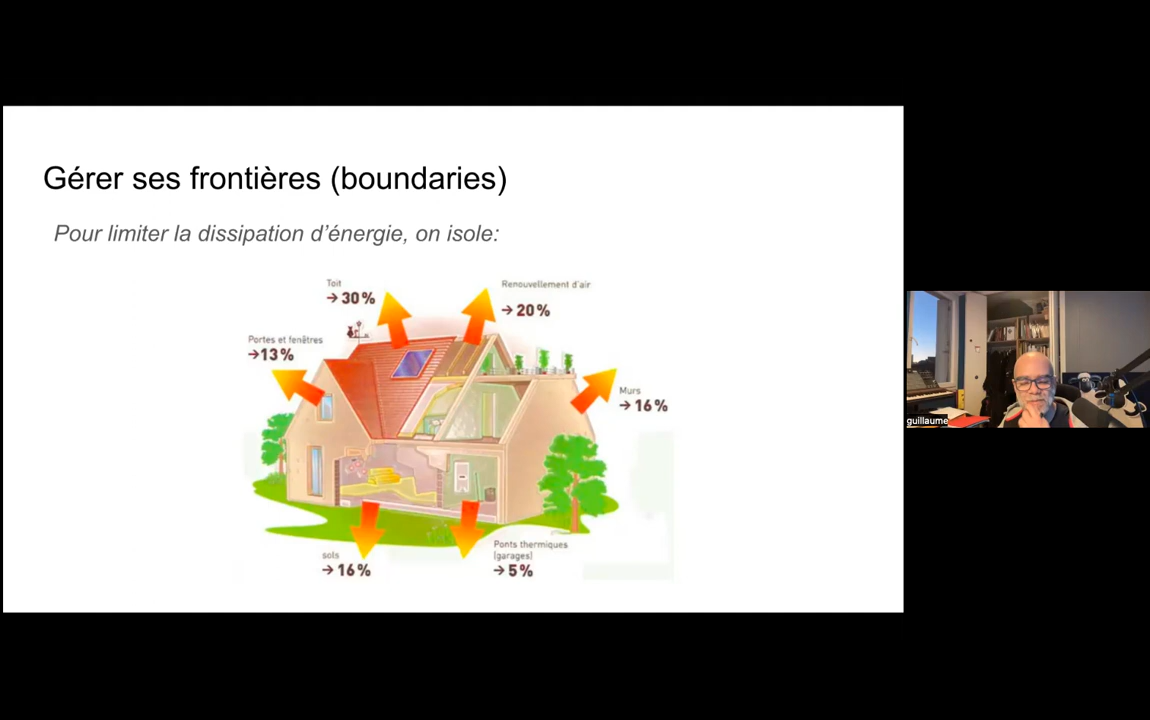 Gérer ses frontières (boundaries)
Pour limiter la dissipation d’énergie, on isole:
Toit
→ 30%
Renouvellement d'air
→ 20%
Portes et fenêtres
→13%
Murs
→ 16%
sols
→ 16%
Ponts thermiques
(garages)
→ 5%
guillaume